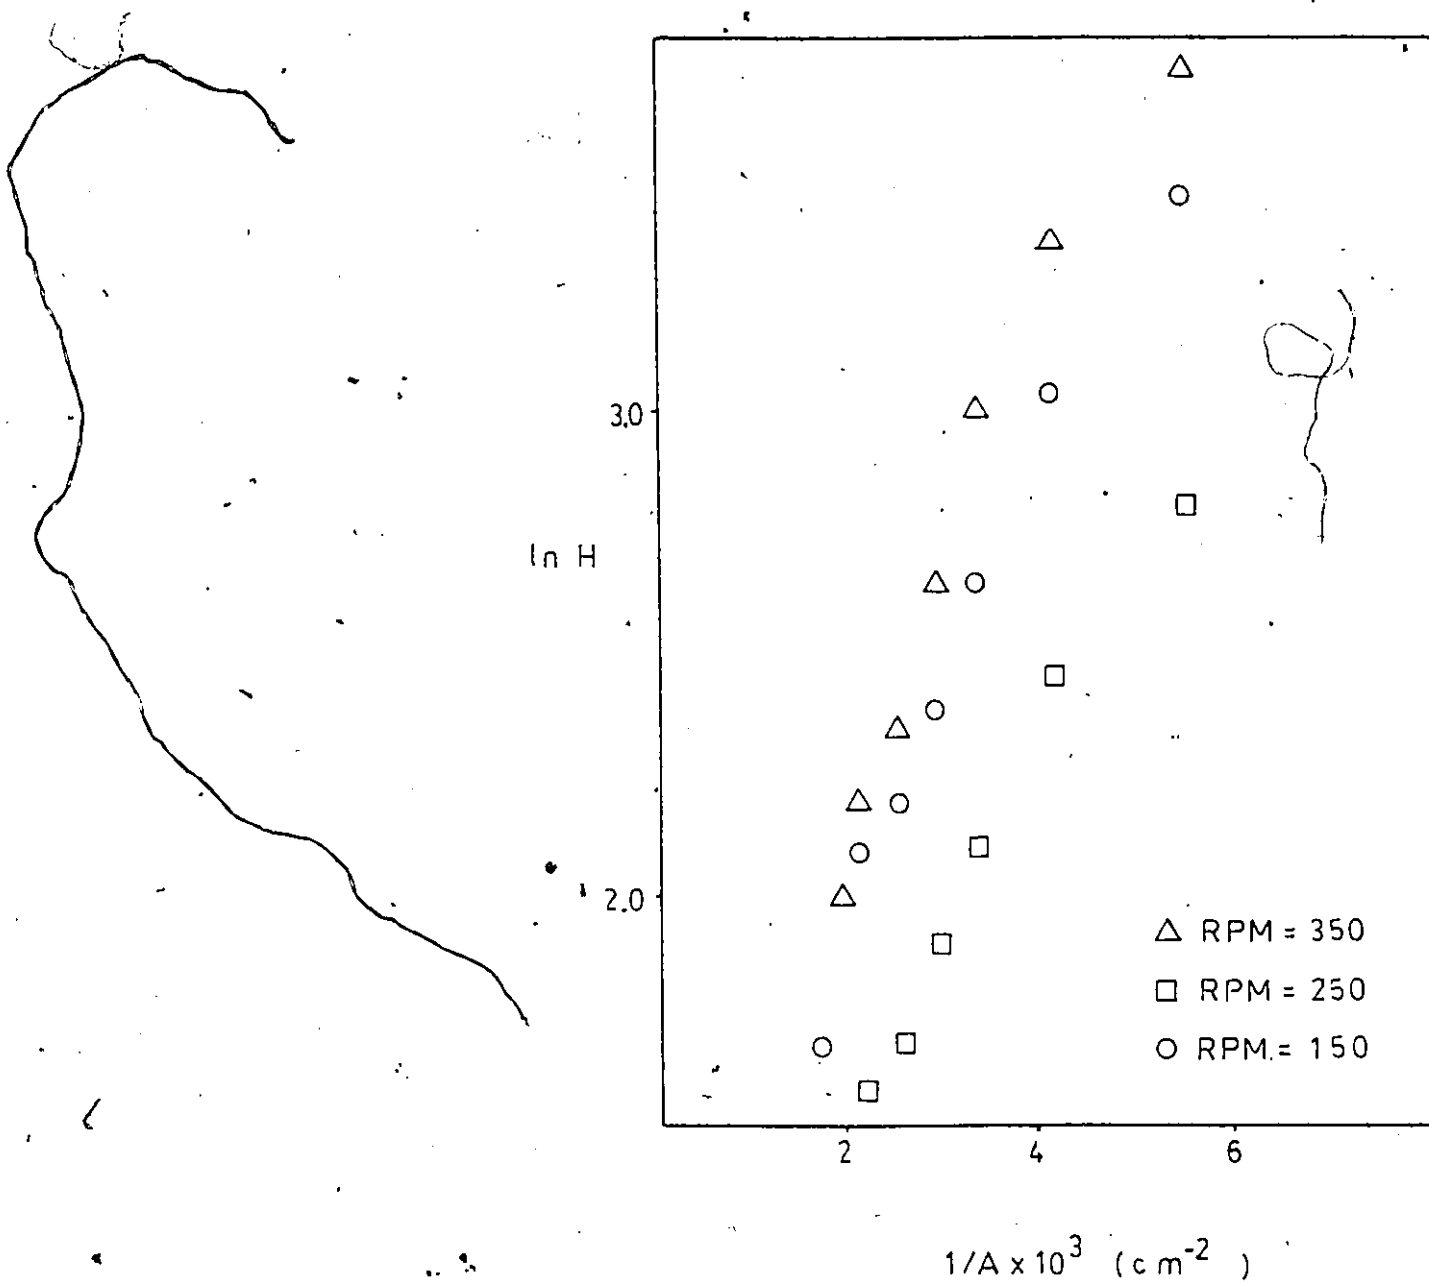 3.0
ln H
2.0
△ RPM = 350
□ RPM = 250
○ RPM. = 150
2 4 6
1/A x 10³ (cm⁻²)